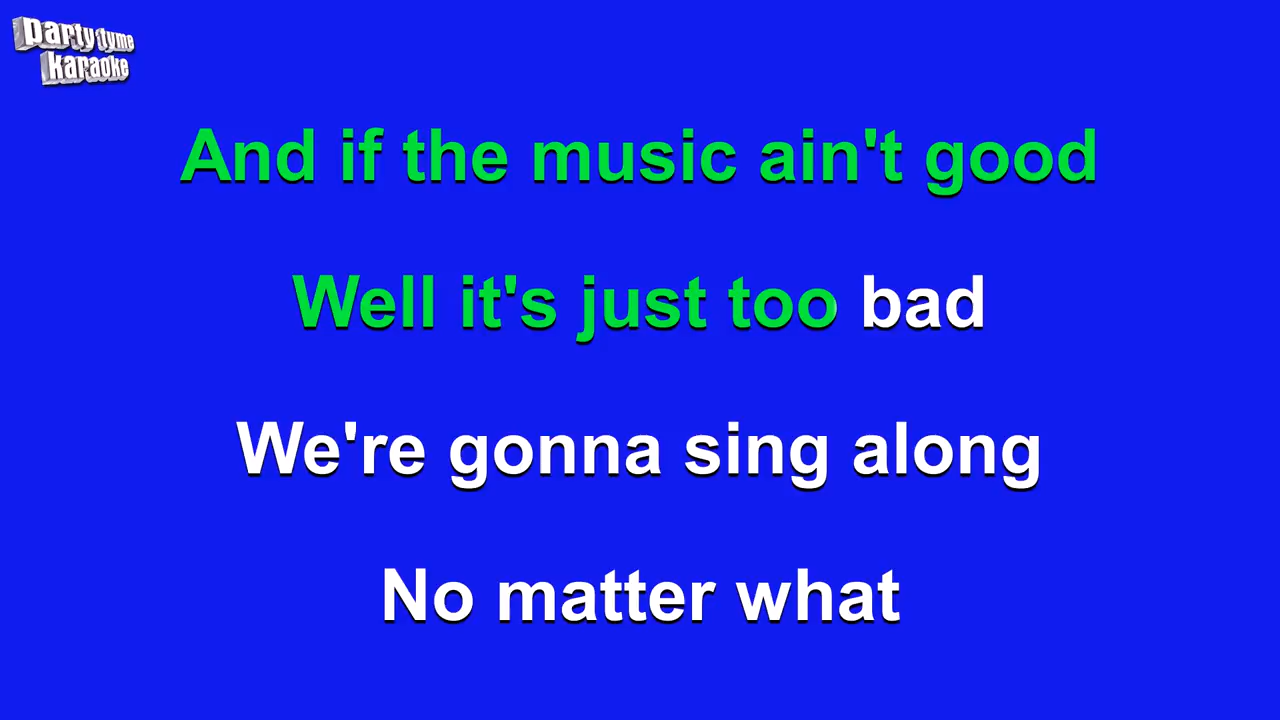 party tyme
karaoke
And if the music ain't good
Well it's just too bad
We're gonna sing along
No matter what